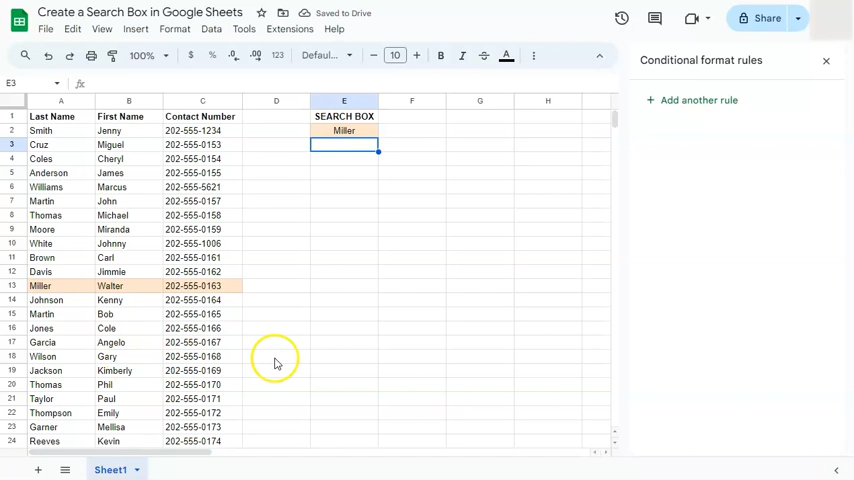 Create a Search Box in Google Sheets Saved to Drive
File Edit View Insert Format Data Tools Extensions Help
Share
100% $ % .0 .00 123 Defaul... − 10 + B I S A
E3 fx
Conditional format rules
+ Add another rule
A B C D E F G H
1 Last Name First Name Contact Number SEARCH BOX
2 Smith Jenny 202-555-1234 Miller
3 Cruz Miguel 202-555-0153
4 Coles Cheryl 202-555-0154
5 Anderson James 202-555-0155
6 Williams Marcus 202-555-5621
7 Martin John 202-555-0157
8 Thomas Michael 202-555-0158
9 Moore Miranda 202-555-0159
10 White Johnny 202-555-1006
11 Brown Carl 202-555-0161
12 Davis Jimmie 202-555-0162
13 Miller Walter 202-555-0163
14 Johnson Kenny 202-555-0164
15 Martin Bob 202-555-0165
16 Jones Cole 202-555-0166
17 Garcia Angelo 202-555-0167
18 Wilson Gary 202-555-0168
19 Jackson Kimberly 202-555-0169
20 Thomas Phil 202-555-0170
21 Taylor Paul 202-555-0171
22 Thompson Emily 202-555-0172
23 Garner Mellisa 202-555-0173
24 Reeves Kevin 202-555-0174
+ Sheet1